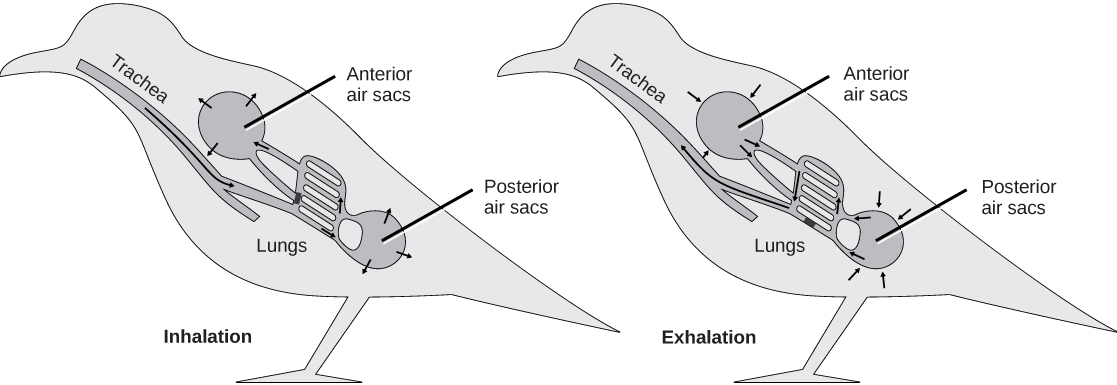 Trachea
Anterior
air sacs
Posterior
air sacs
Lungs
Inhalation
Trachea
Anterior
air sacs
Posterior
air sacs
Lungs
Exhalation